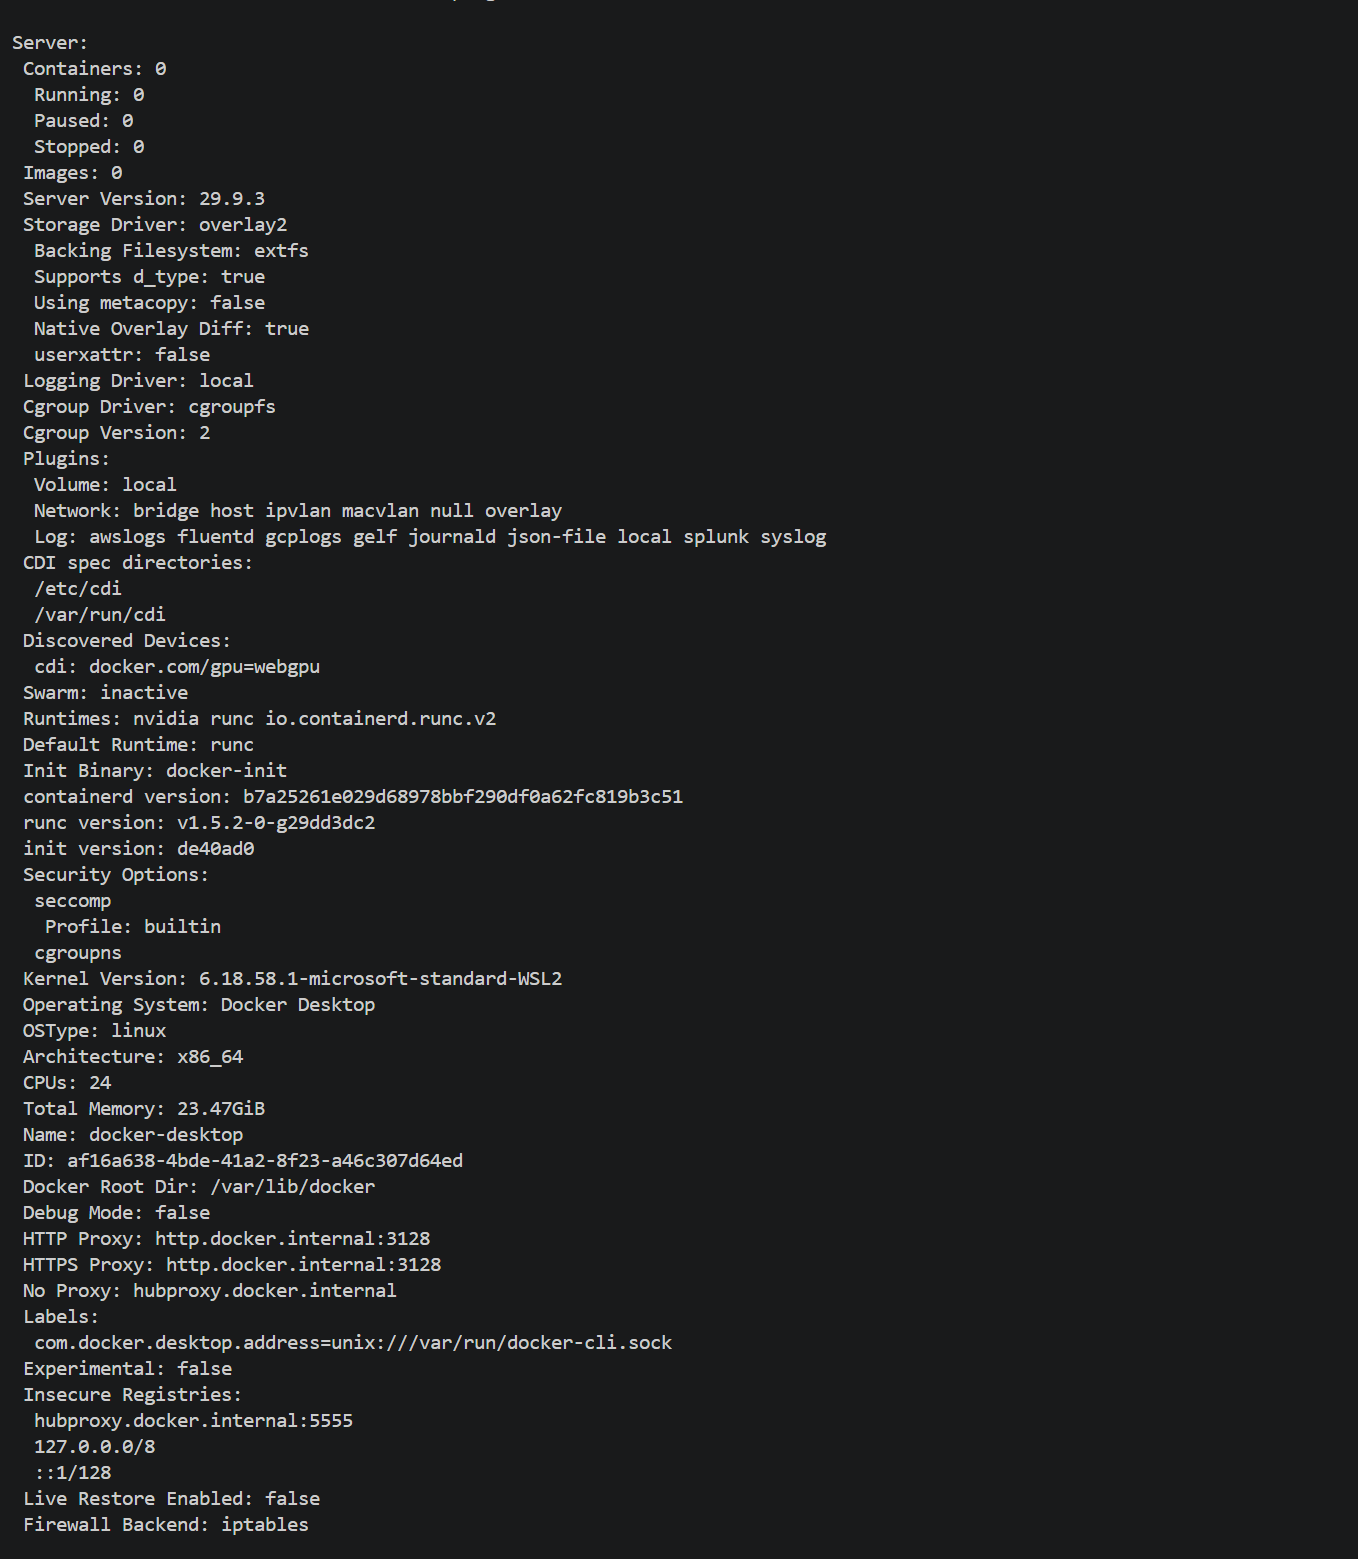 Server:
 Containers: 0
  Running: 0
  Paused: 0
  Stopped: 0
 Images: 0
 Server Version: 29.9.3
 Storage Driver: overlay2
  Backing Filesystem: extfs
  Supports d_type: true
  Using metacopy: false
  Native Overlay Diff: true
  userxattr: false
 Logging Driver: local
 Cgroup Driver: cgroupfs
 Cgroup Version: 2
 Plugins:
  Volume: local
  Network: bridge host ipvlan macvlan null overlay
  Log: awslogs fluentd gcplogs gelf journald json-file local splunk syslog
 CDI spec directories:
  /etc/cdi
  /var/run/cdi
 Discovered Devices:
  cdi: docker.com/gpu=webgpu
 Swarm: inactive
 Runtimes: nvidia runc io.containerd.runc.v2
 Default Runtime: runc
 Init Binary: docker-init
 containerd version: b7a25261e029d68978bbf290df0a62fc819b3c51
 runc version: v1.5.2-0-g29dd3dc2
 init version: de40ad0
 Security Options:
  seccomp
   Profile: builtin
  cgroupns
 Kernel Version: 6.18.58.1-microsoft-standard-WSL2
 Operating System: Docker Desktop
 OSType: linux
 Architecture: x86_64
 CPUs: 24
 Total Memory: 23.47GiB
 Name: docker-desktop
 ID: af16a638-4bde-41a2-8f23-a46c307d64ed
 Docker Root Dir: /var/lib/docker
 Debug Mode: false
 HTTP Proxy: http.docker.internal:3128
 HTTPS Proxy: http.docker.internal:3128
 No Proxy: hubproxy.docker.internal
 Labels:
  com.docker.desktop.address=unix:///var/run/docker-cli.sock
 Experimental: false
 Insecure Registries:
  hubproxy.docker.internal:5555
  127.0.0.0/8
  ::1/128
 Live Restore Enabled: false
 Firewall Backend: iptables